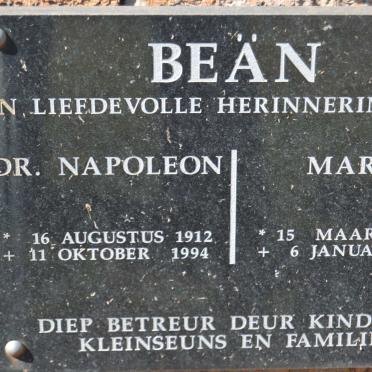 BEÄN
N LIEFDEVOLLE HERINNERIN
DR. NAPOLEON MAR
* 16 AUGUSTUS 1912 * 15 MAAR
+ 11 OKTOBER 1994 + 6 JANUA
DIEP BETREUR DEUR KIND
KLEINSEUNS EN FAMILI